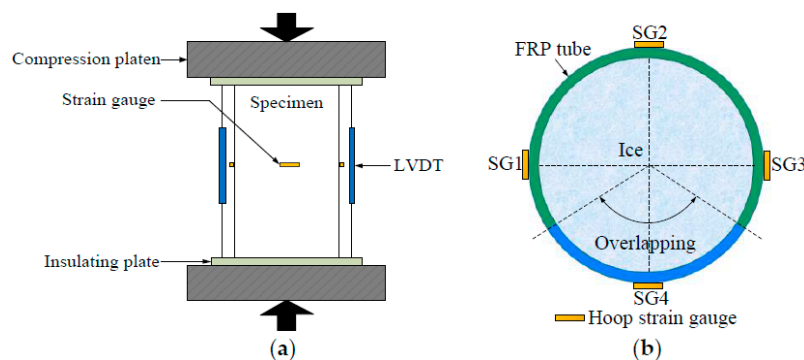 Compression platen
Strain gauge
Specimen
LVDT
Insulating plate
(a)
SG2
FRP tube
SG1
Ice
SG3
Overlapping
SG4
Hoop strain gauge
(b)